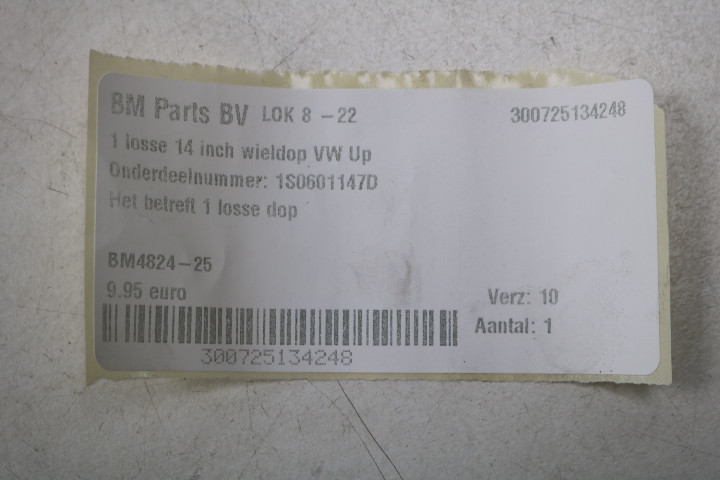 BM Parts BV LOK 8 - 22 300725134248
1 losse 14 inch wieldop VW Up
Onderdeelnummer: 1S0601147D
Het betreft 1 losse dop
BM4824-25
9.95 euro Verz: 10
Aantal: 1
300725134248